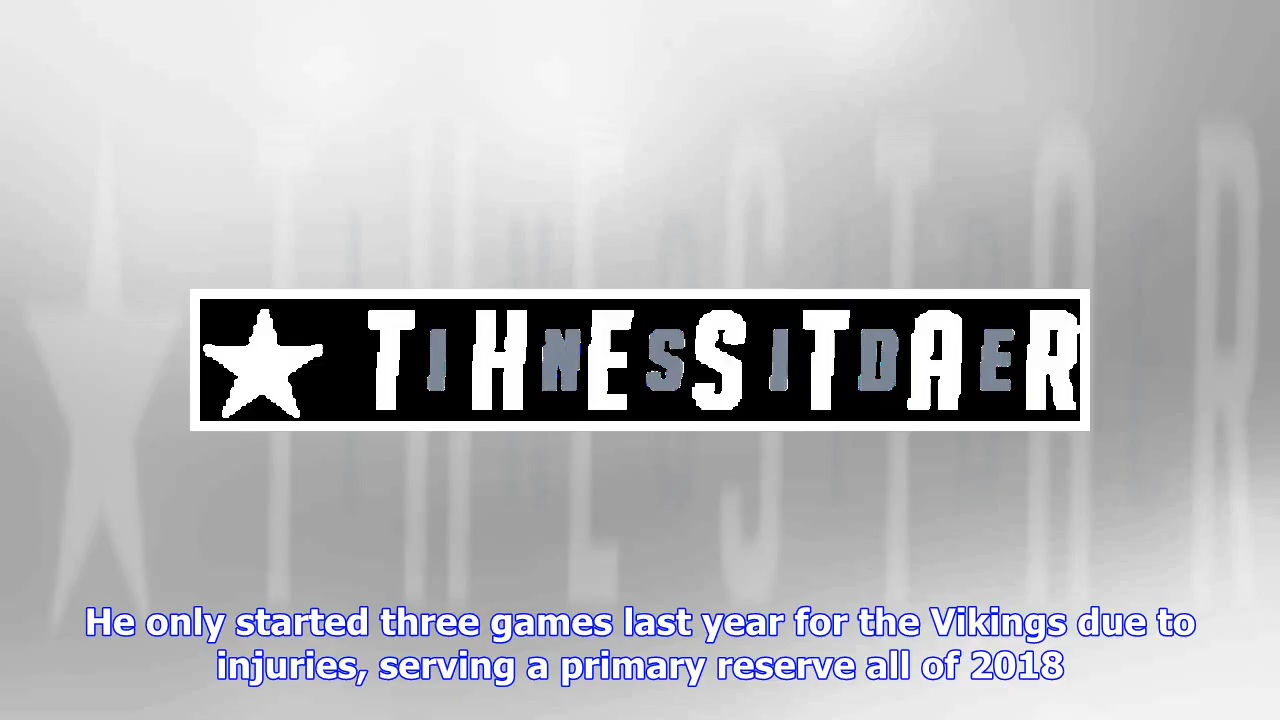 TIHNESSITDAER
He only started three games last year for the Vikings due to
injuries, serving a primary reserve all of 2018